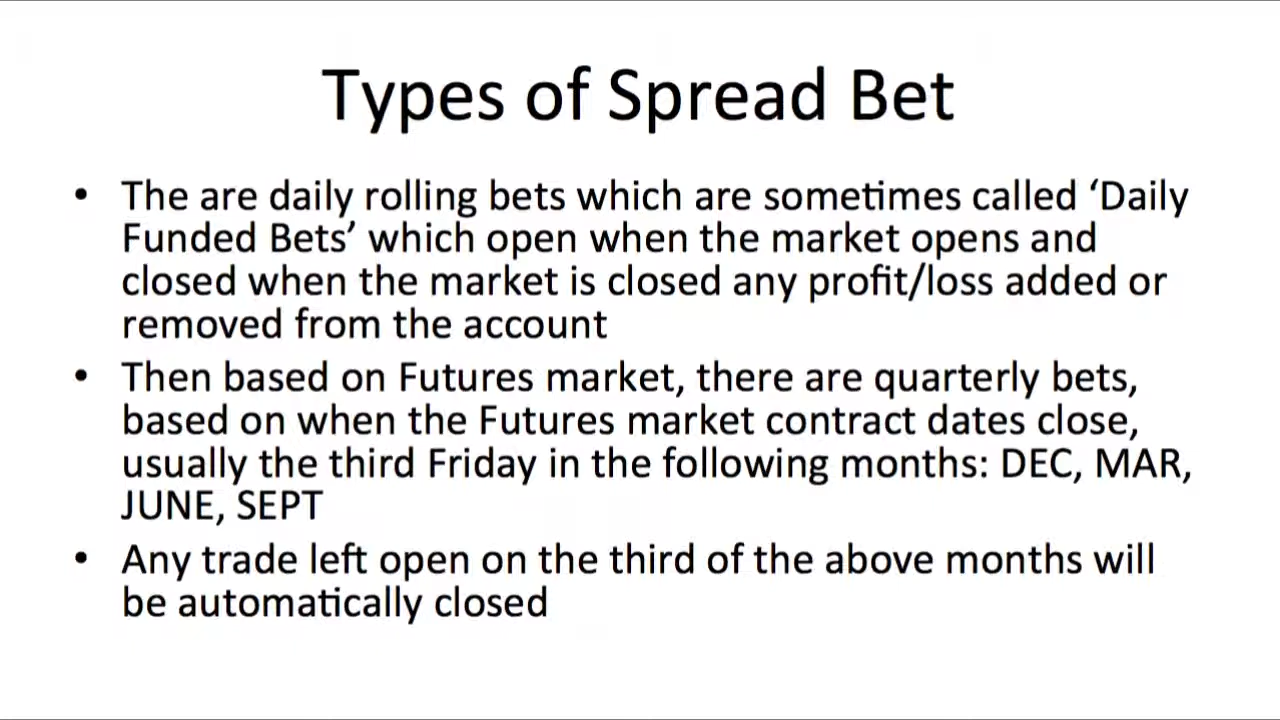 Types of Spread Bet
• The are daily rolling bets which are sometimes called ‘Daily
Funded Bets’ which open when the market opens and
closed when the market is closed any profit/loss added or
removed from the account
• Then based on Futures market, there are quarterly bets,
based on when the Futures market contract dates close,
usually the third Friday in the following months: DEC, MAR,
JUNE, SEPT
• Any trade left open on the third of the above months will
be automatically closed